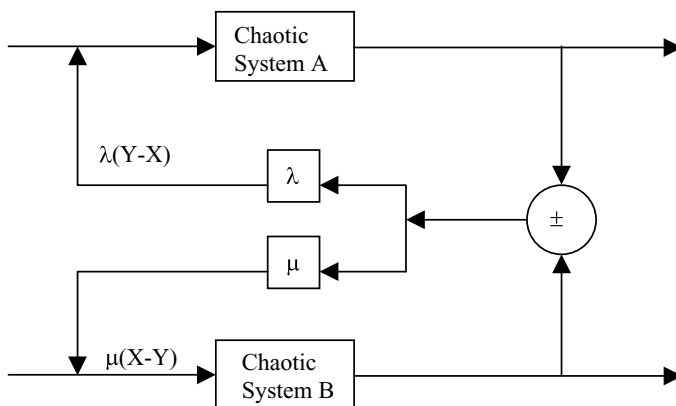 Chaotic
System A
λ(Y-X)
λ
±
μ
μ(X-Y)
Chaotic
System B